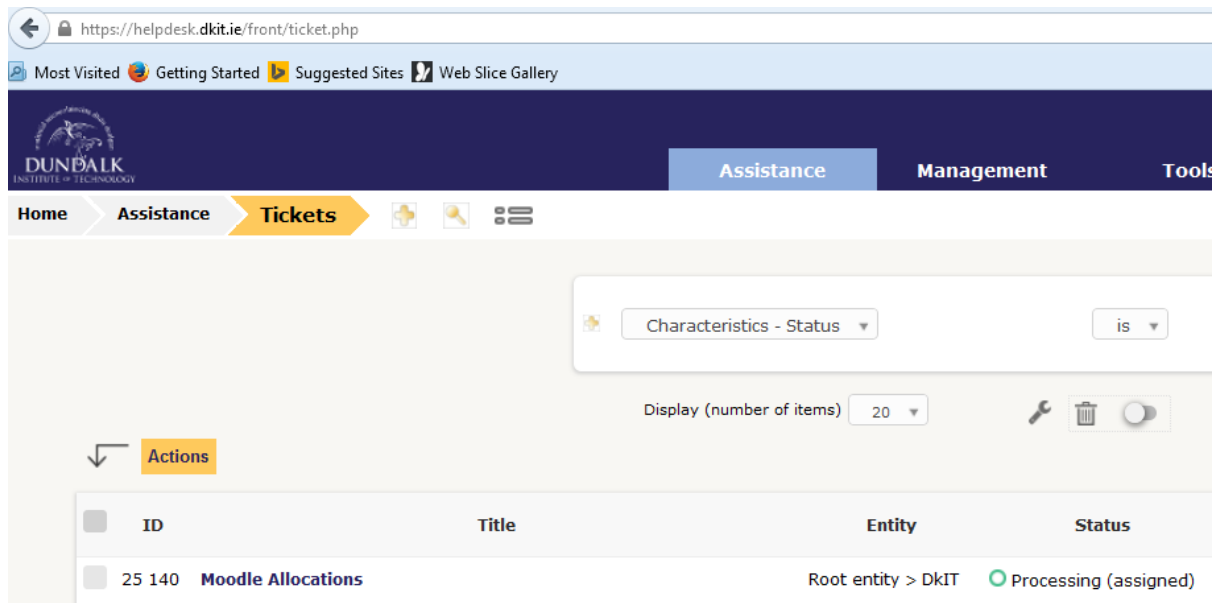 https://helpdesk.dkit.ie/front/ticket.php
Most Visited Getting Started Suggested Sites Web Slice Gallery
DUNDALK
INSTITUTE OF TECHNOLOGY
Assistance Management Tools
Home Assistance Tickets
Characteristics - Status is
Display (number of items) 20
Actions
ID Title Entity Status
25 140 Moodle Allocations Root entity > DkIT Processing (assigned)